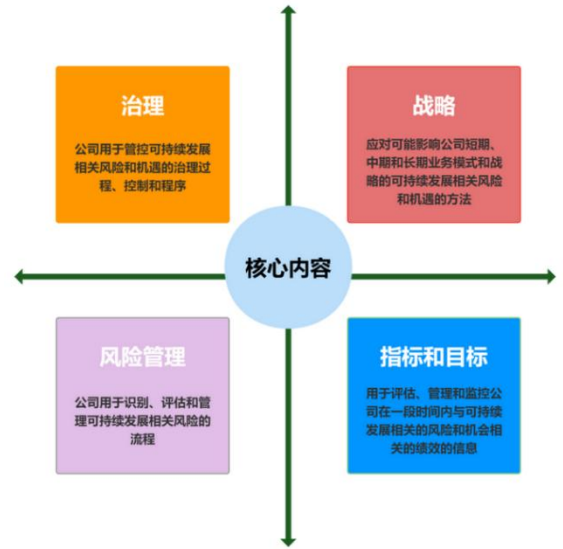 治理
公司用于管控可持续发展
相关风险和机遇的治理过
程、控制和程序
战略
应对可能影响公司短期、
中期和长期业务模式和战
略的可持续发展相关风险
和机遇的方法
核心内容
风险管理
公司用于识别、评估和管
理可持续发展相关风险的
流程
指标和目标
用于评估、管理和监控公
司在一段时间内与可持续
发展相关的风险和机会相
关的绩效的信息